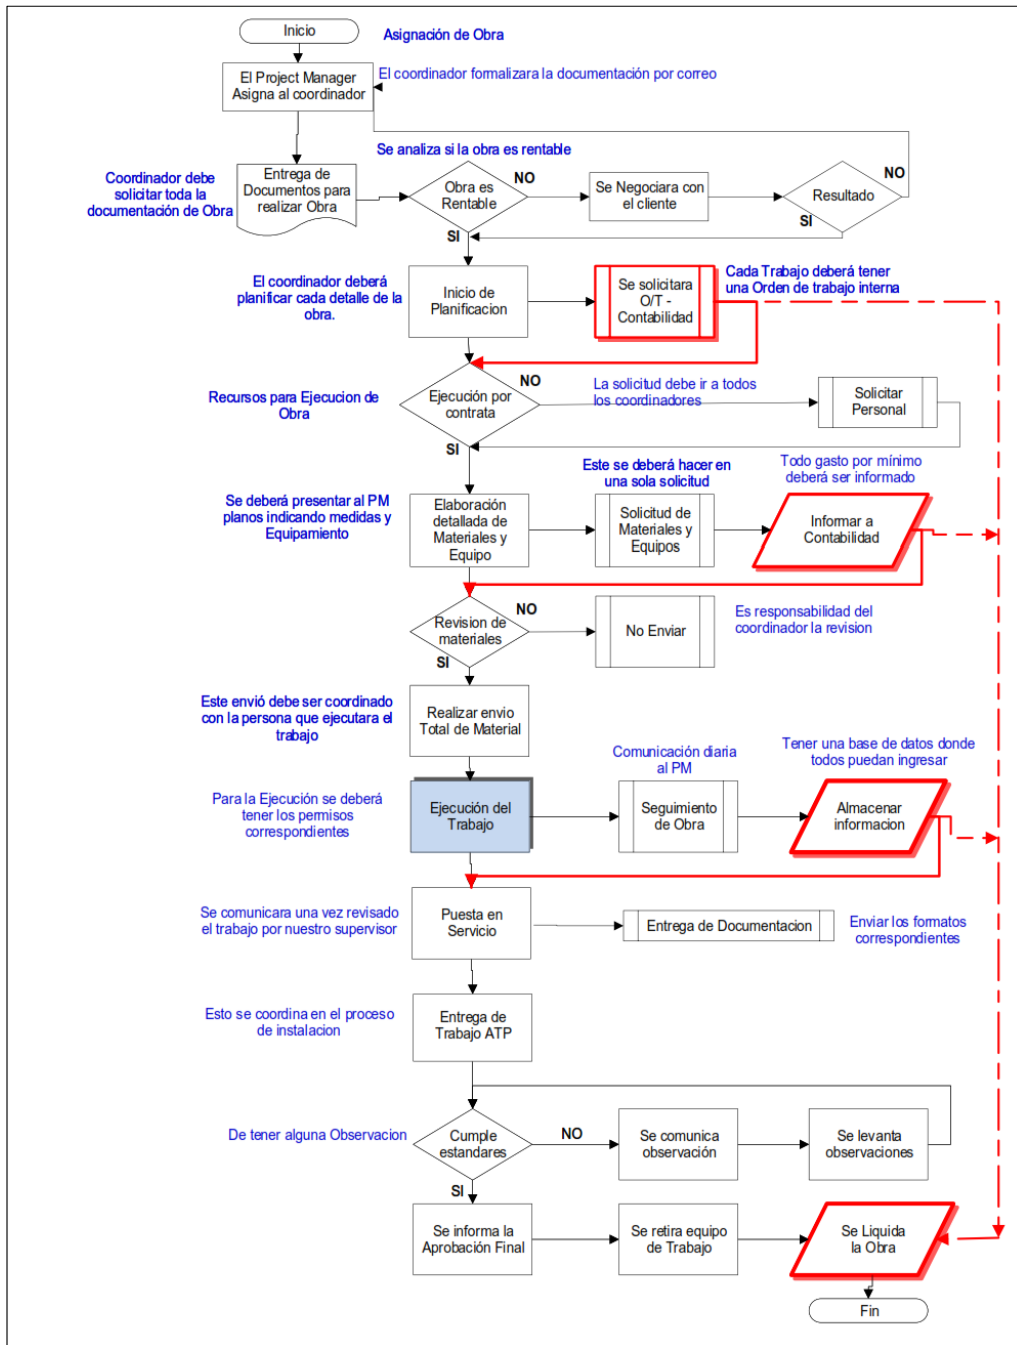 Inicio
Asignación de Obra
El Project Manager
Asigna al coordinador
El coordinador formalizara la documentación por correo
Se analiza si la obra es rentable
Coordinador debe
solicitar toda la
documentación de Obra
Entrega de
Documentos para
realizar Obra
Obra es
Rentable
NO
Se Negociara con
el cliente
Resultado
NO
SI
SI
El coordinador deberá
planificar cada detalle de la
obra.
Inicio de
Planificacion
Se solicitara
O/T -
Contabilidad
Cada Trabajo deberá tener
una Orden de trabajo interna
Recursos para Ejecucion de
Obra
Ejecución por
contrata
NO
La solicitud debe ir a todos
los coordinadores
Solicitar
Personal
SI
Se deberá presentar al PM
planos indicando medidas y
Equipamiento
Elaboración
detallada de
Materiales y
Equipo
Este se deberá hacer en
una sola solicitud
Solicitud de
Materiales y
Equipos
Todo gasto por mínimo
deberá ser informado
Informar a
Contabilidad
Revision de
materiales
NO
No Enviar
Es responsabilidad del
coordinador la revision
SI
Este envió debe ser coordinado
con la persona que ejecutara el
trabajo
Realizar envio
Total de Material
Para la Ejecución se deberá
tener los permisos
correspondientes
Ejecución del
Trabajo
Comunicación diaria
al PM
Seguimiento
de Obra
Tener una base de datos donde
todos puedan ingresar
Almacenar
informacion
Se comunicara una vez revisado
el trabajo por nuestro supervisor
Puesta en
Servicio
Entrega de Documentacion
Enviar los formatos
correspondientes
Esto se coordina en el proceso
de instalacion
Entrega de
Trabajo ATP
De tener alguna Observacion
Cumple
estandares
NO
Se comunica
observación
Se levanta
observaciones
SI
Se informa la
Aprobación Final
Se retira equipo
de Trabajo
Se Liquida
la Obra
Fin